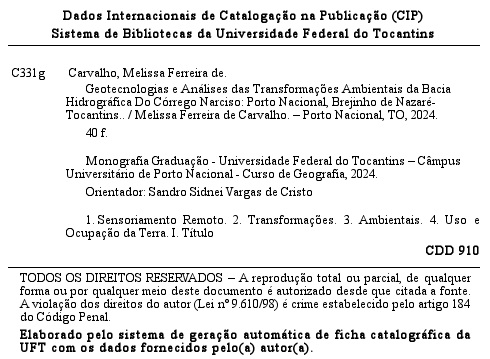 Dados Internacionais de Catalogação na Publicação (CIP)
Sistema de Bibliotecas da Universidade Federal do Tocantins
C331g Carvalho, Melissa Ferreira de.
Geotecnologias e Análises das Transformações Ambientais da Bacia
Hidrográfica Do Córrego Narciso: Porto Nacional, Brejinho de Nazaré-
Tocantins.. / Melissa Ferreira de Carvalho. – Porto Nacional, TO, 2024.
40 f.
Monografia Graduação - Universidade Federal do Tocantins – Câmpus
Universitário de Porto Nacional - Curso de Geografia, 2024.
Orientador: Sandro Sidnei Vargas de Cristo
1. Sensoriamento Remoto. 2. Transformações. 3. Ambientais. 4. Uso e
Ocupação da Terra. I. Título
CDD 910
TODOS OS DIREITOS RESERVADOS – A reprodução total ou parcial, de qualquer
forma ou por qualquer meio deste documento é autorizado desde que citada a fonte.
A violação dos direitos do autor (Lei nº 9.610/98) é crime estabelecido pelo artigo 184
do Código Penal.
Elaborado pelo sistema de geração automática de ficha catalográfica da
UFT com os dados fornecidos pelo(a) autor(a).